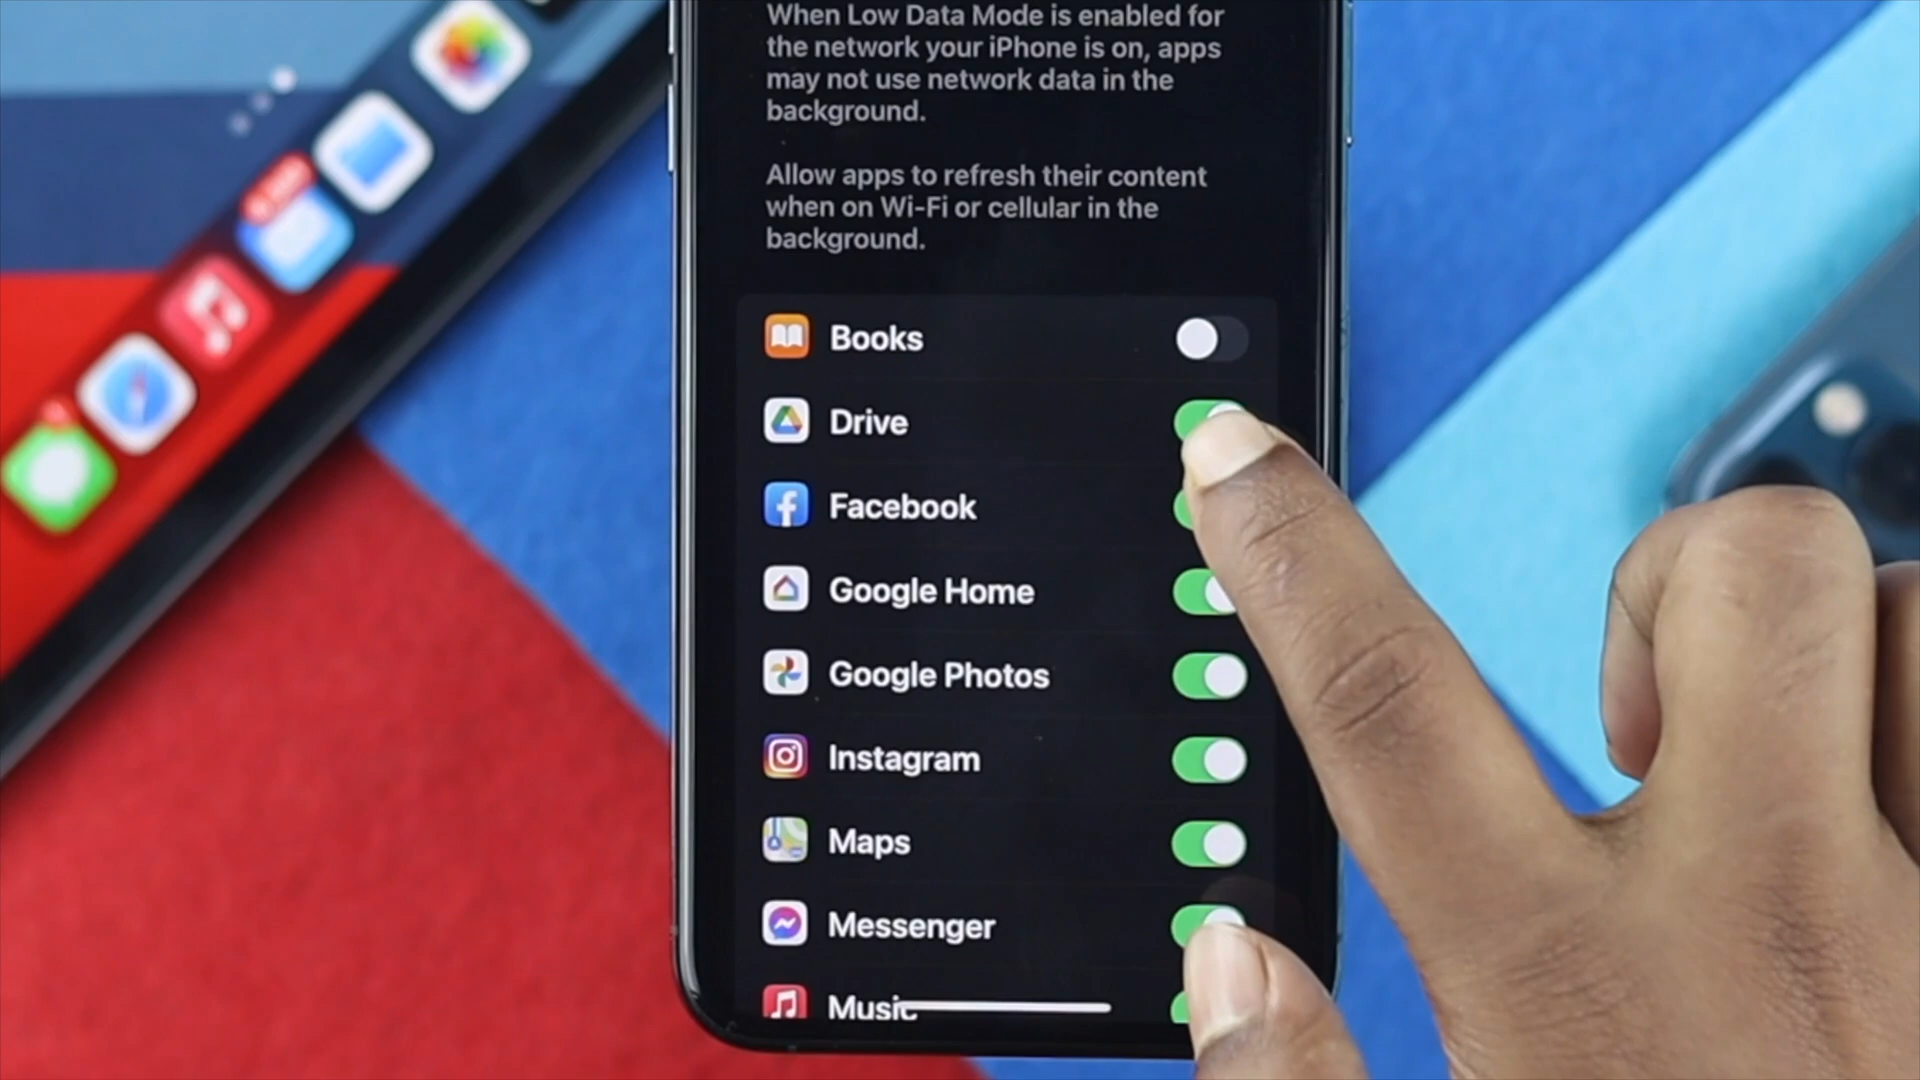 When Low Data Mode is enabled for
the network your iPhone is on, apps
may not use network data in the
background.
Allow apps to refresh their content
when on Wi-Fi or cellular in the
background.
Books
Drive
Facebook
Google Home
Google Photos
Instagram
Maps
Messenger
Music